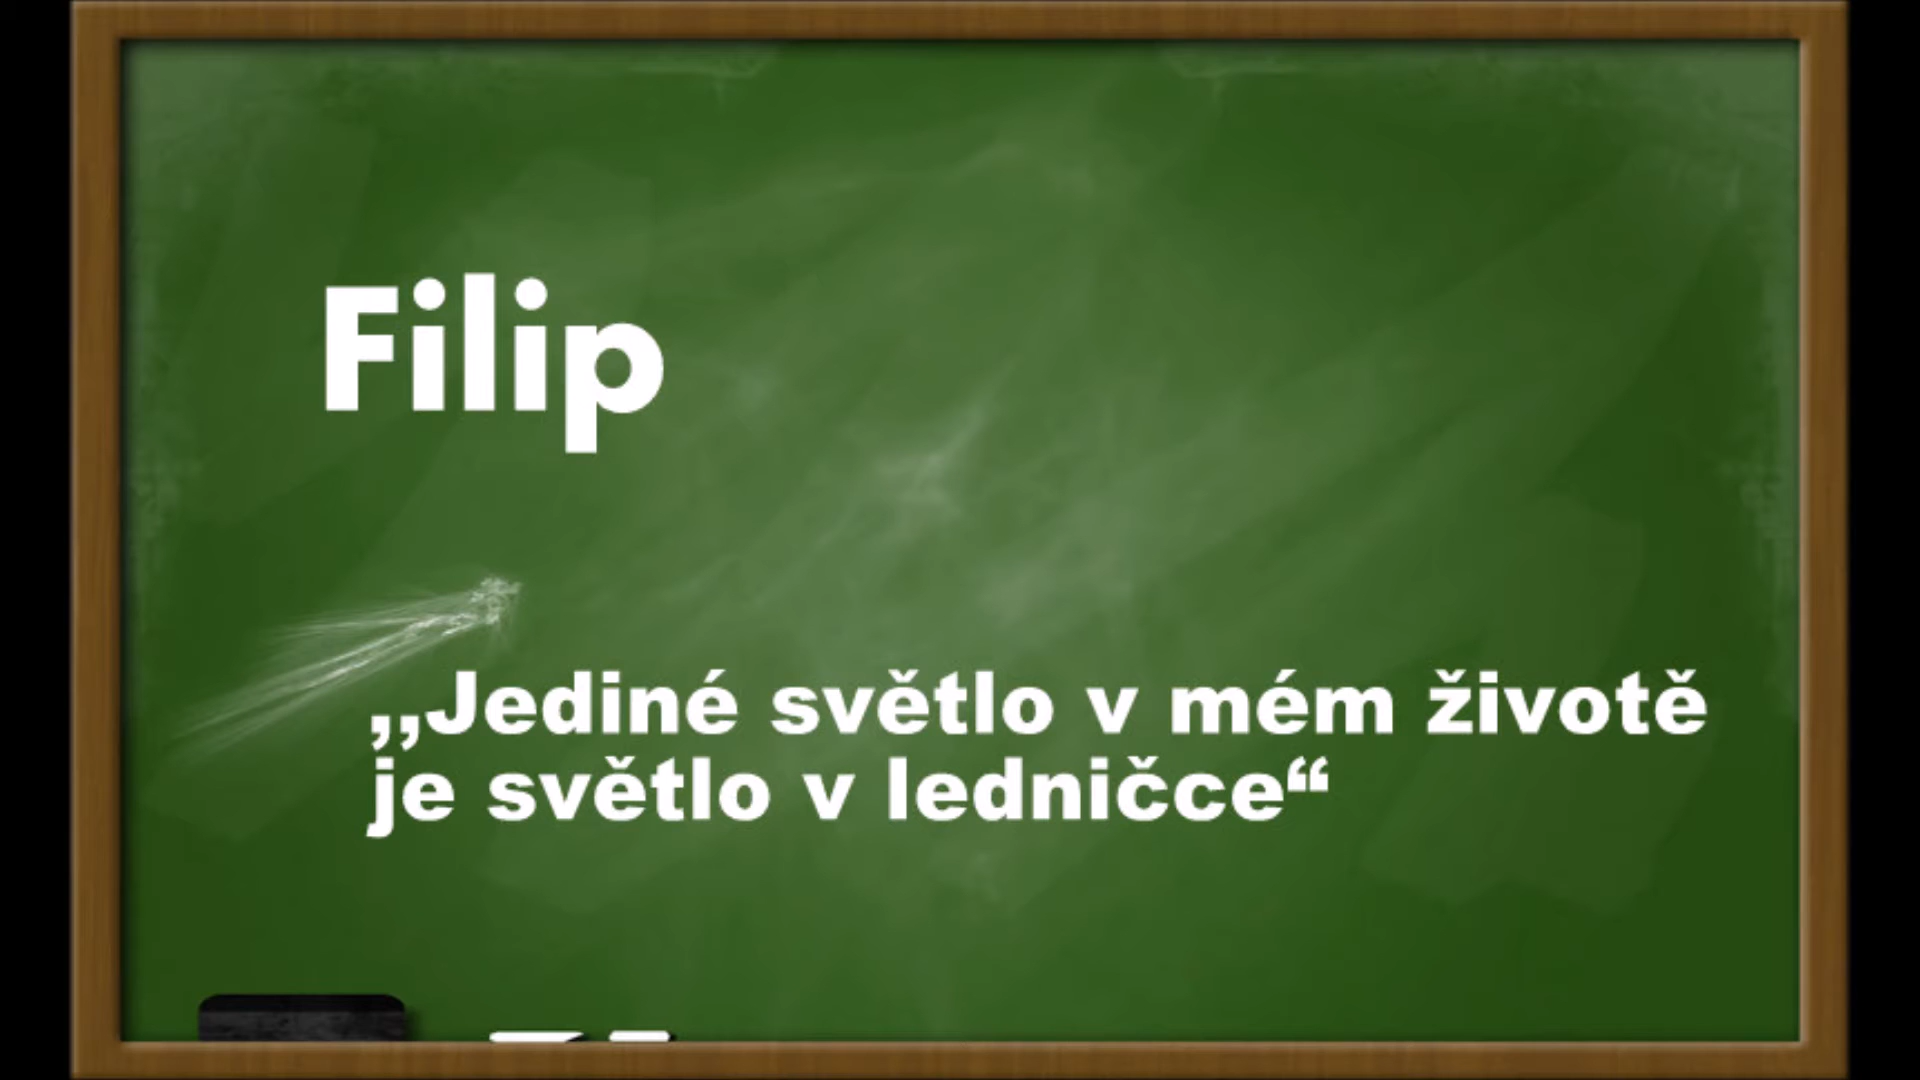 Filip
,,Jediné světlo v mém životě
je světlo v ledničce“